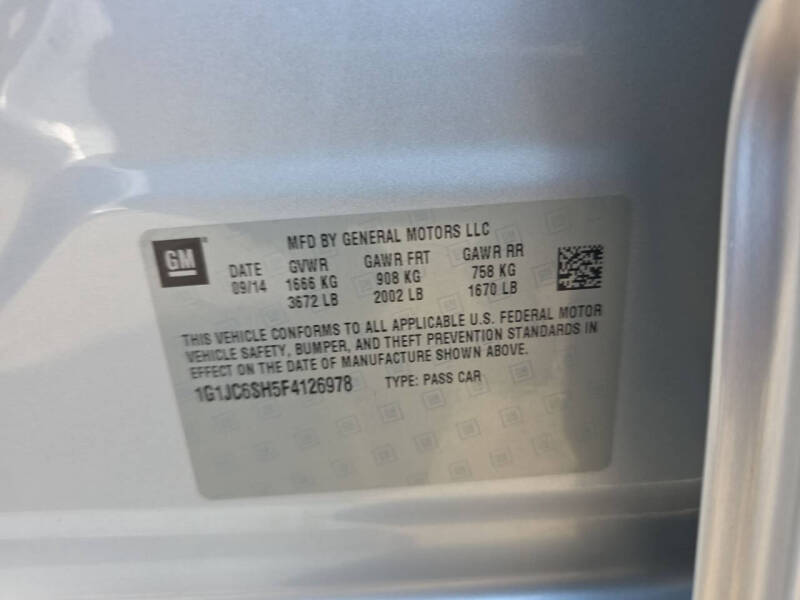 GM
MFD BY GENERAL MOTORS LLC
DATE GVWR GAWR FRT GAWR RR
09/14 1666 KG 908 KG 758 KG
3672 LB 2002 LB 1670 LB
THIS VEHICLE CONFORMS TO ALL APPLICABLE U.S. FEDERAL MOTOR
VEHICLE SAFETY, BUMPER, AND THEFT PREVENTION STANDARDS IN
EFFECT ON THE DATE OF MANUFACTURE SHOWN ABOVE.
1G1JC6SH5F4126978 TYPE: PASS CAR